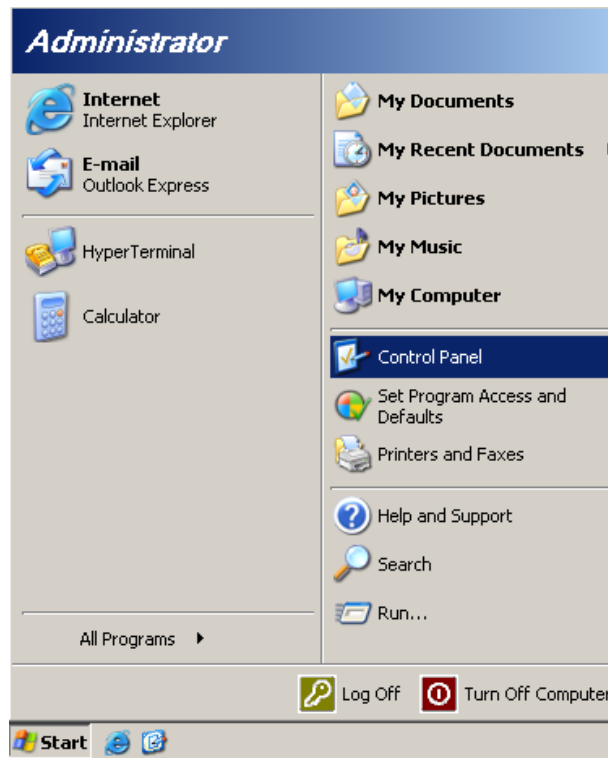 Administrator
Internet
Internet Explorer
E-mail
Outlook Express
HyperTerminal
Calculator
All Programs
My Documents
My Recent Documents
My Pictures
My Music
My Computer
Control Panel
Set Program Access and
Defaults
Printers and Faxes
Help and Support
Search
Run...
Log Off
Turn Off Computer
Start